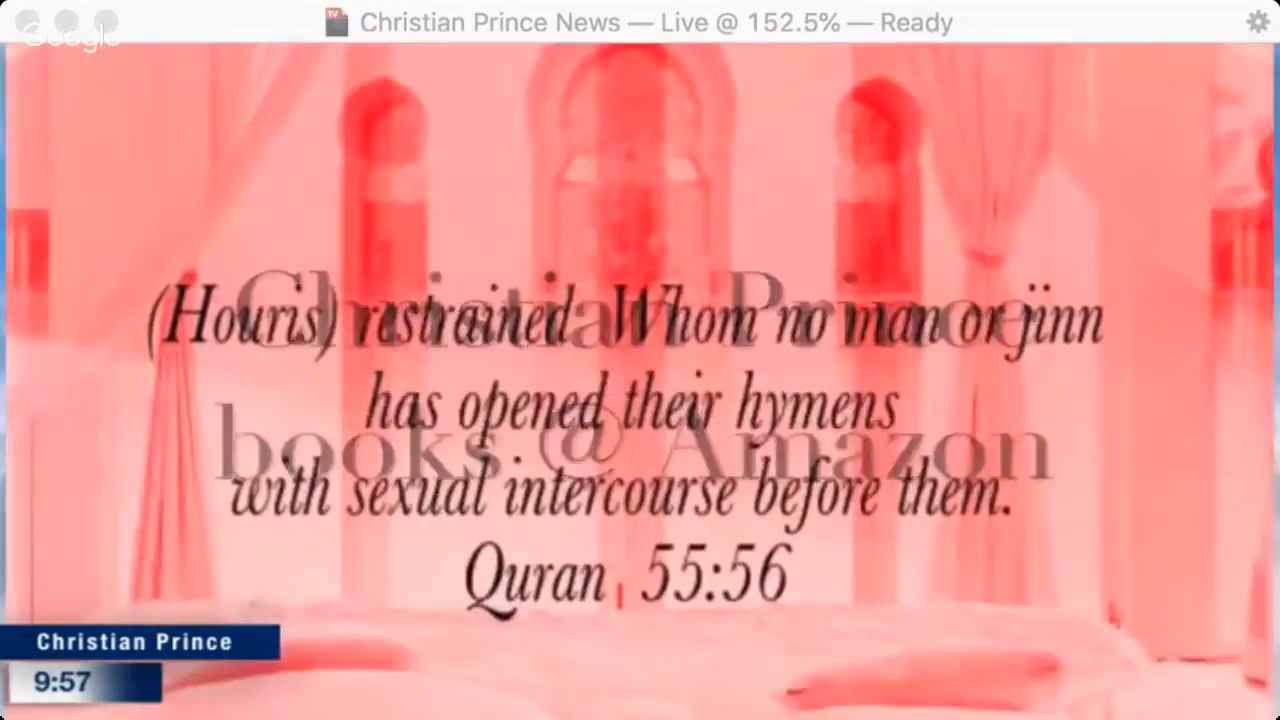 Christian Prince News — Live @ 152.5% — Ready
Google
(Houris) restrained Whom no man or jinn
has opened their hymens
with sexual intercourse before them.
Quran 55:56
Christian Prince
books @ Amazon
Christian Prince
9:57